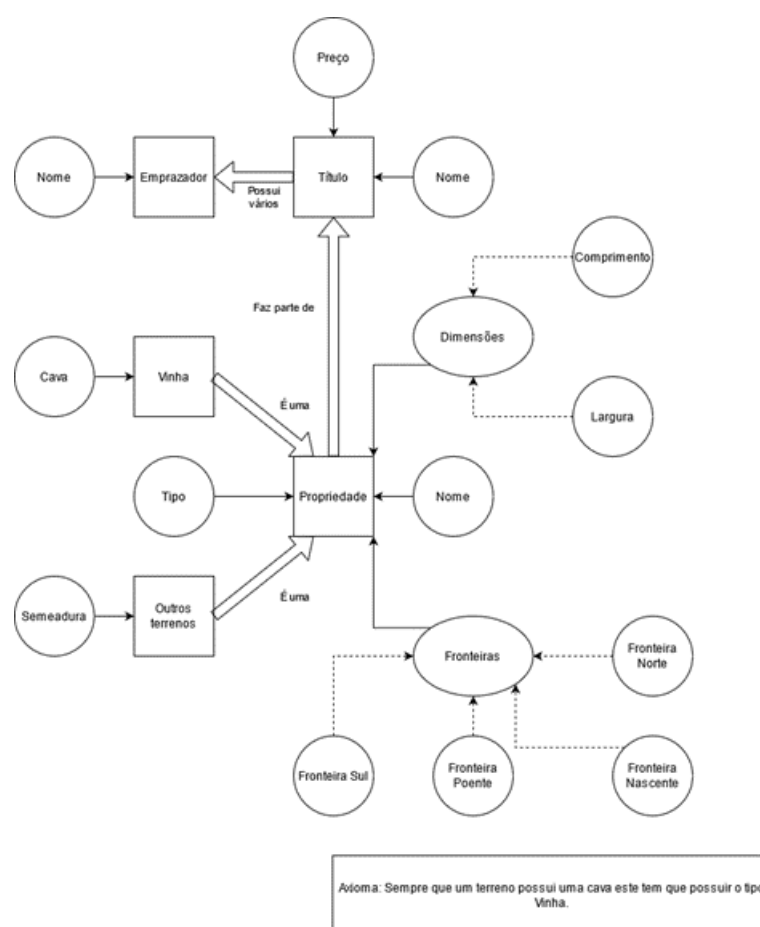 Preço
Nome
Emprazador
Título
Nome
Possui
vários
Comprimento
Faz parte de
Dimensões
Cava
Vinha
É uma
Largura
Tipo
Propriedade
Nome
Semeadura
Outros
terrenos
É uma
Fronteiras
Fronteira
Norte
Fronteira Sul
Fronteira
Poente
Fronteira
Nascente
Axioma: Sempre que um terreno possui uma cava este tem que possuir o tipo
Vinha.